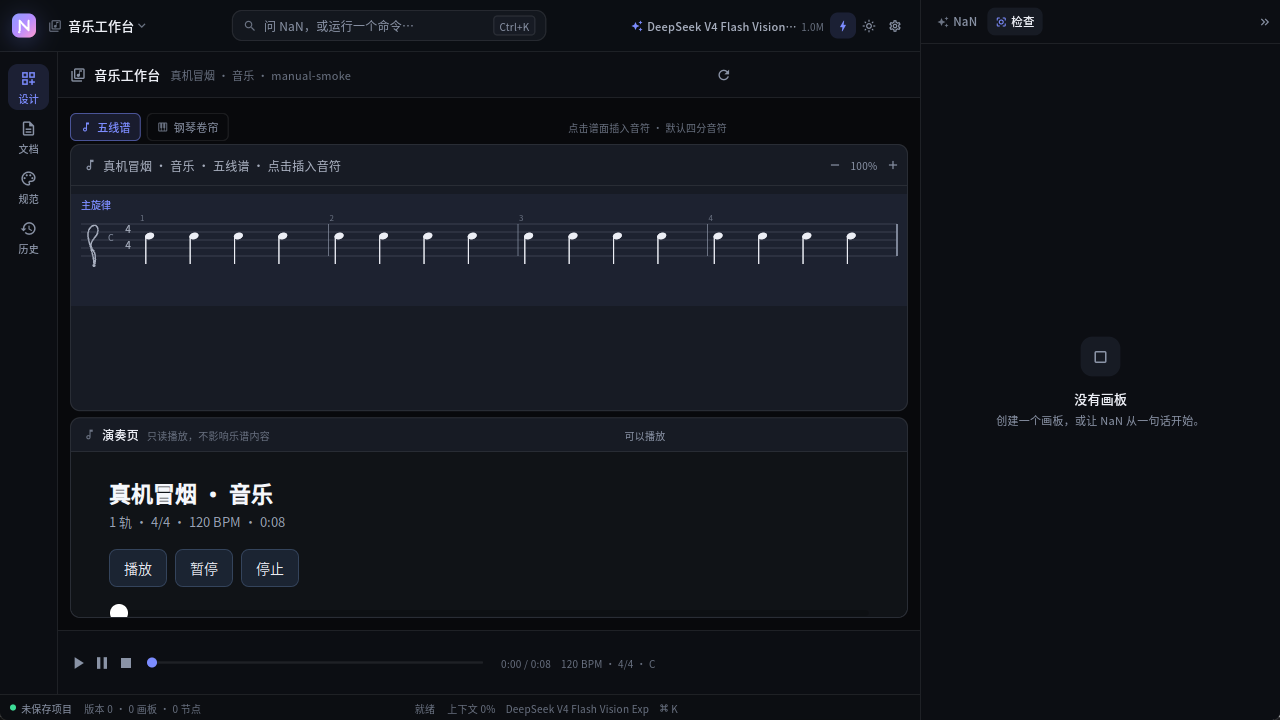 N 音乐工作台 问 NaN，或运行一个命令… Ctrl+K DeepSeek V4 Flash Vision… 1.0M
NaN 检查
设计
文档
规范
历史
音乐工作台 真机冒烟 · 音乐 · manual-smoke
五线谱 钢琴卷帘 点击谱面插入音符 · 默认四分音符
真机冒烟 · 音乐 · 五线谱 · 点击插入音符 100%
主旋律
1 2 3 4
C 4 4
演奏页 只读播放，不影响乐谱内容 可以播放
真机冒烟 · 音乐
1 轨 · 4/4 · 120 BPM · 0:08
播放 暂停 停止
0:00 / 0:08 120 BPM · 4/4 · C
没有画板
创建一个画板，或让 NaN 从一句话开始。
未保存项目 版本 0 · 0 画板 · 0 节点 就绪 上下文 0% DeepSeek V4 Flash Vision Exp ⌘ K